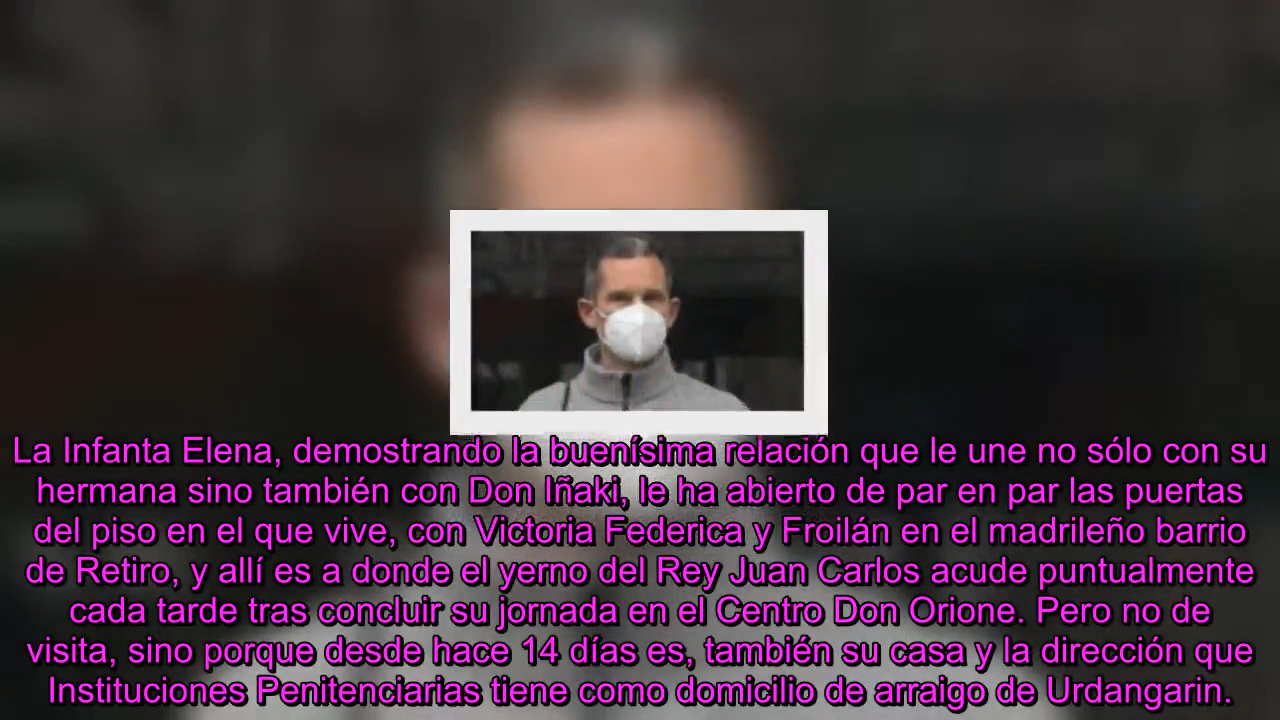 La Infanta Elena, demostrando la buenísima relación que le une no sólo con su
hermana sino también con Don Iñaki, le ha abierto de par en par las puertas
del piso en el que vive, con Victoria Federica y Froilán en el madrileño barrio
de Retiro, y allí es a donde el yerno del Rey Juan Carlos acude puntualmente
cada tarde tras concluir su jornada en el Centro Don Orione. Pero no de
visita, sino porque desde hace 14 días es, también su casa y la dirección que
Instituciones Penitenciarias tiene como domicilio de arraigo de Urdangarin.